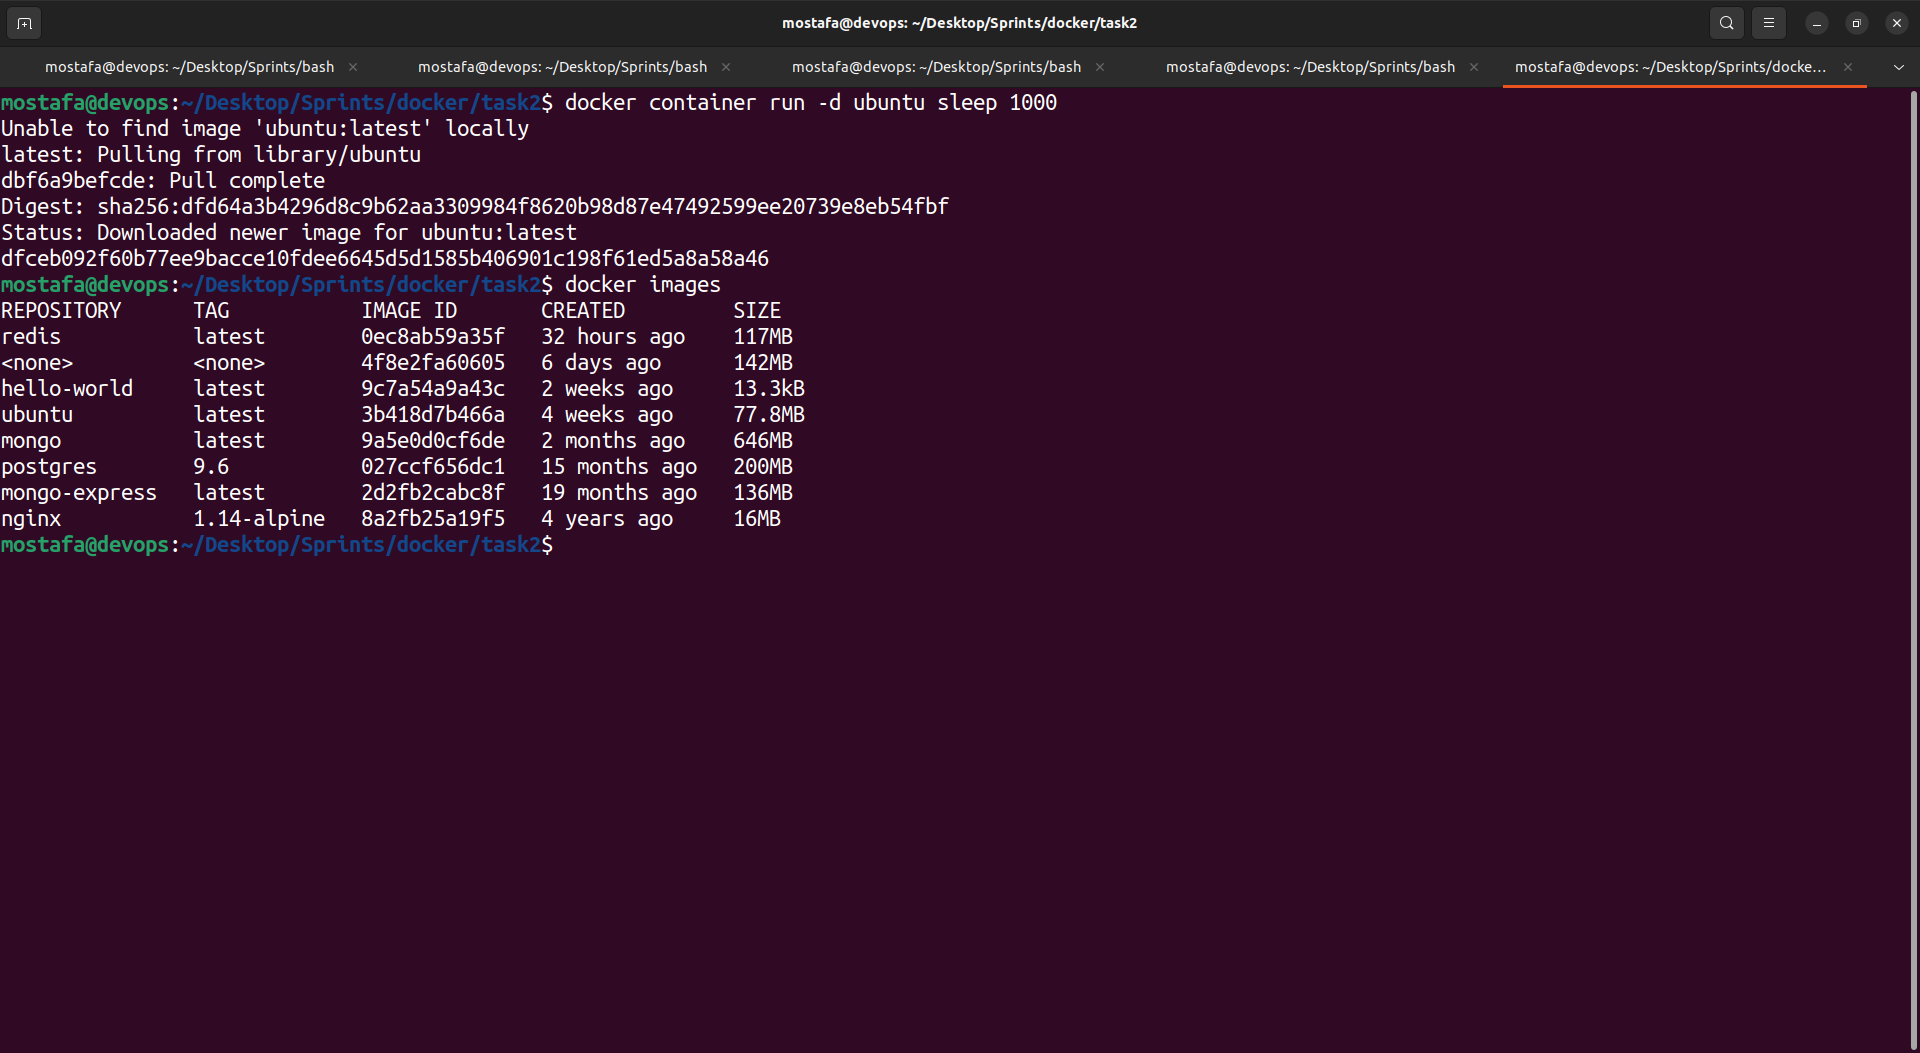 mostafa@devops: ~/Desktop/Sprints/docker/task2
mostafa@devops: ~/Desktop/Sprints/bash
mostafa@devops: ~/Desktop/Sprints/bash
mostafa@devops: ~/Desktop/Sprints/bash
mostafa@devops: ~/Desktop/Sprints/bash
mostafa@devops: ~/Desktop/Sprints/docke...
mostafa@devops:~/Desktop/Sprints/docker/task2$ docker container run -d ubuntu sleep 1000
Unable to find image 'ubuntu:latest' locally
latest: Pulling from library/ubuntu
dbf6a9befcde: Pull complete
Digest: sha256:dfd64a3b4296d8c9b62aa3309984f8620b98d87e47492599ee20739e8eb54fbf
Status: Downloaded newer image for ubuntu:latest
dfceb092f60b77ee9bacce10fdee6645d5d1585b406901c198f61ed5a8a58a46
mostafa@devops:~/Desktop/Sprints/docker/task2$ docker images
REPOSITORY      TAG           IMAGE ID       CREATED         SIZE
redis           latest        0ec8ab59a35f   32 hours ago    117MB
<none>          <none>        4f8e2fa60605   6 days ago      142MB
hello-world     latest        9c7a54a9a43c   2 weeks ago     13.3kB
ubuntu          latest        3b418d7b466a   4 weeks ago     77.8MB
mongo           latest        9a5e0d0cf6de   2 months ago    646MB
postgres        9.6           027ccf656dc1   15 months ago   200MB
mongo-express   latest        2d2fb2cabc8f   19 months ago   136MB
nginx           1.14-alpine   8a2fb25a19f5   4 years ago     16MB
mostafa@devops:~/Desktop/Sprints/docker/task2$